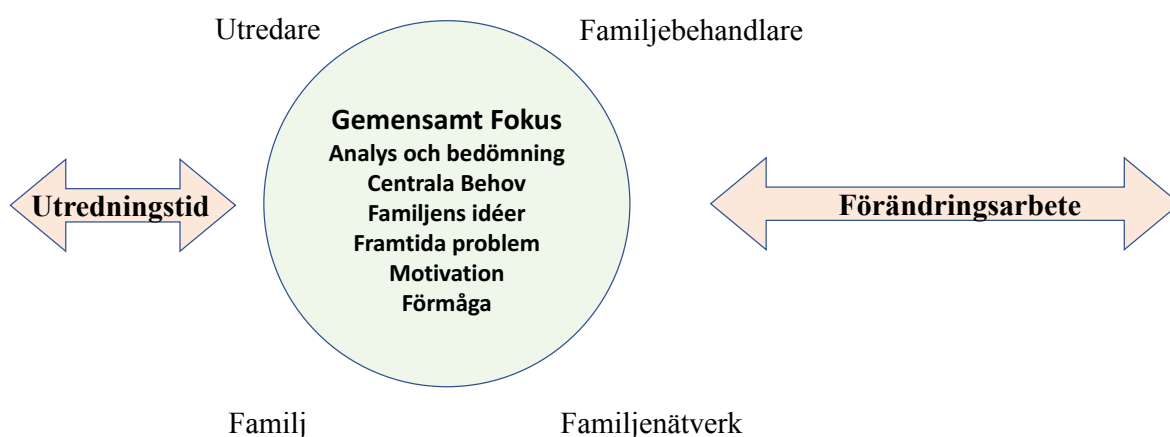 Utredare
Familjebehandlare
Gemensamt Fokus
Analys och bedömning
Centrala Behov
Familjens idéer
Framtida problem
Motivation
Förmåga
Utredningstid
Förändringsarbete
Familj
Familjenätverk